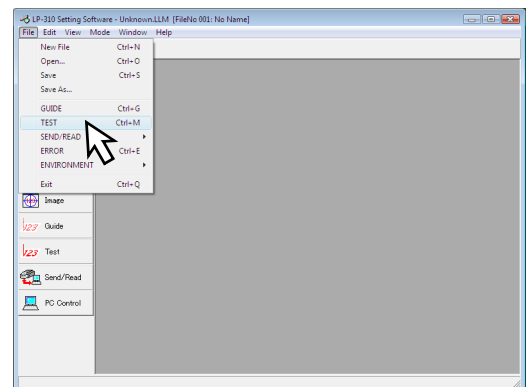 LP-310 Setting Software - Unknown.LLM [FileNo 001: No Name]
File Edit View Mode Window Help
New File Ctrl+N
Open... Ctrl+O
Save Ctrl+S
Save As...
GUIDE Ctrl+G
TEST Ctrl+M
SEND/READ
ERROR Ctrl+E
ENVIRONMENT
Exit Ctrl+Q
Image
123 Guide
123 Test
Send/Read
PC Control